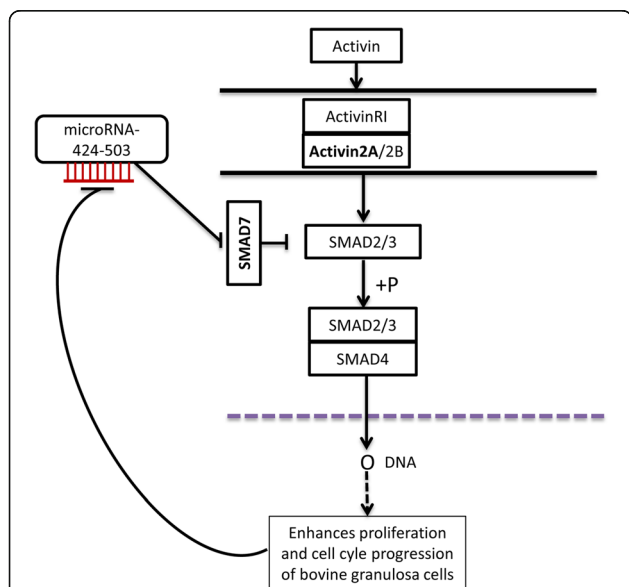 Activin
ActivinRI
Activin2A/2B
microRNA-
424-503
SMAD7
SMAD2/3
+P
SMAD2/3
SMAD4
O DNA
Enhances proliferation
and cell cyle progression
of bovine granulosa cells